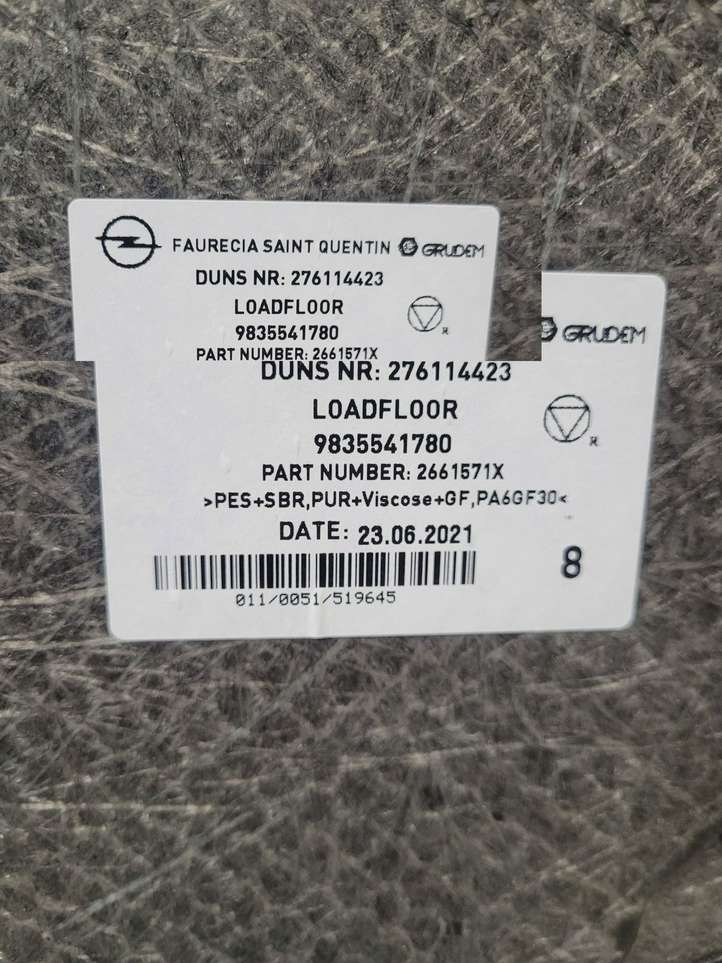 FAURECIA SAINT QUENTIN GRUDEM
DUNS NR: 276114423
LOADFLOOR
9835541780
R
PART NUMBER: 2661571X
GRUDEM
DUNS NR: 276114423
LOADFLOOR
9835541780
R
PART NUMBER: 2661571X
>PES+SBR,PUR+Viscose+GF,PA6GF30<
DATE: 23.06.2021
8
011/0051/519645